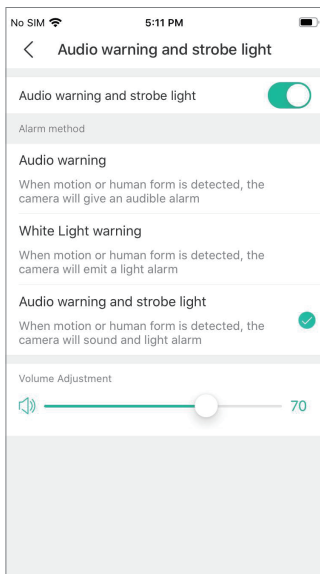 No SIM 5:11 PM
Audio warning and strobe light
Audio warning and strobe light
Alarm method
Audio warning
When motion or human form is detected, the
camera will give an audible alarm
White Light warning
When motion or human form is detected, the
camera will emit a light alarm
Audio warning and strobe light
When motion or human form is detected, the
camera will sound and light alarm
Volume Adjustment
70